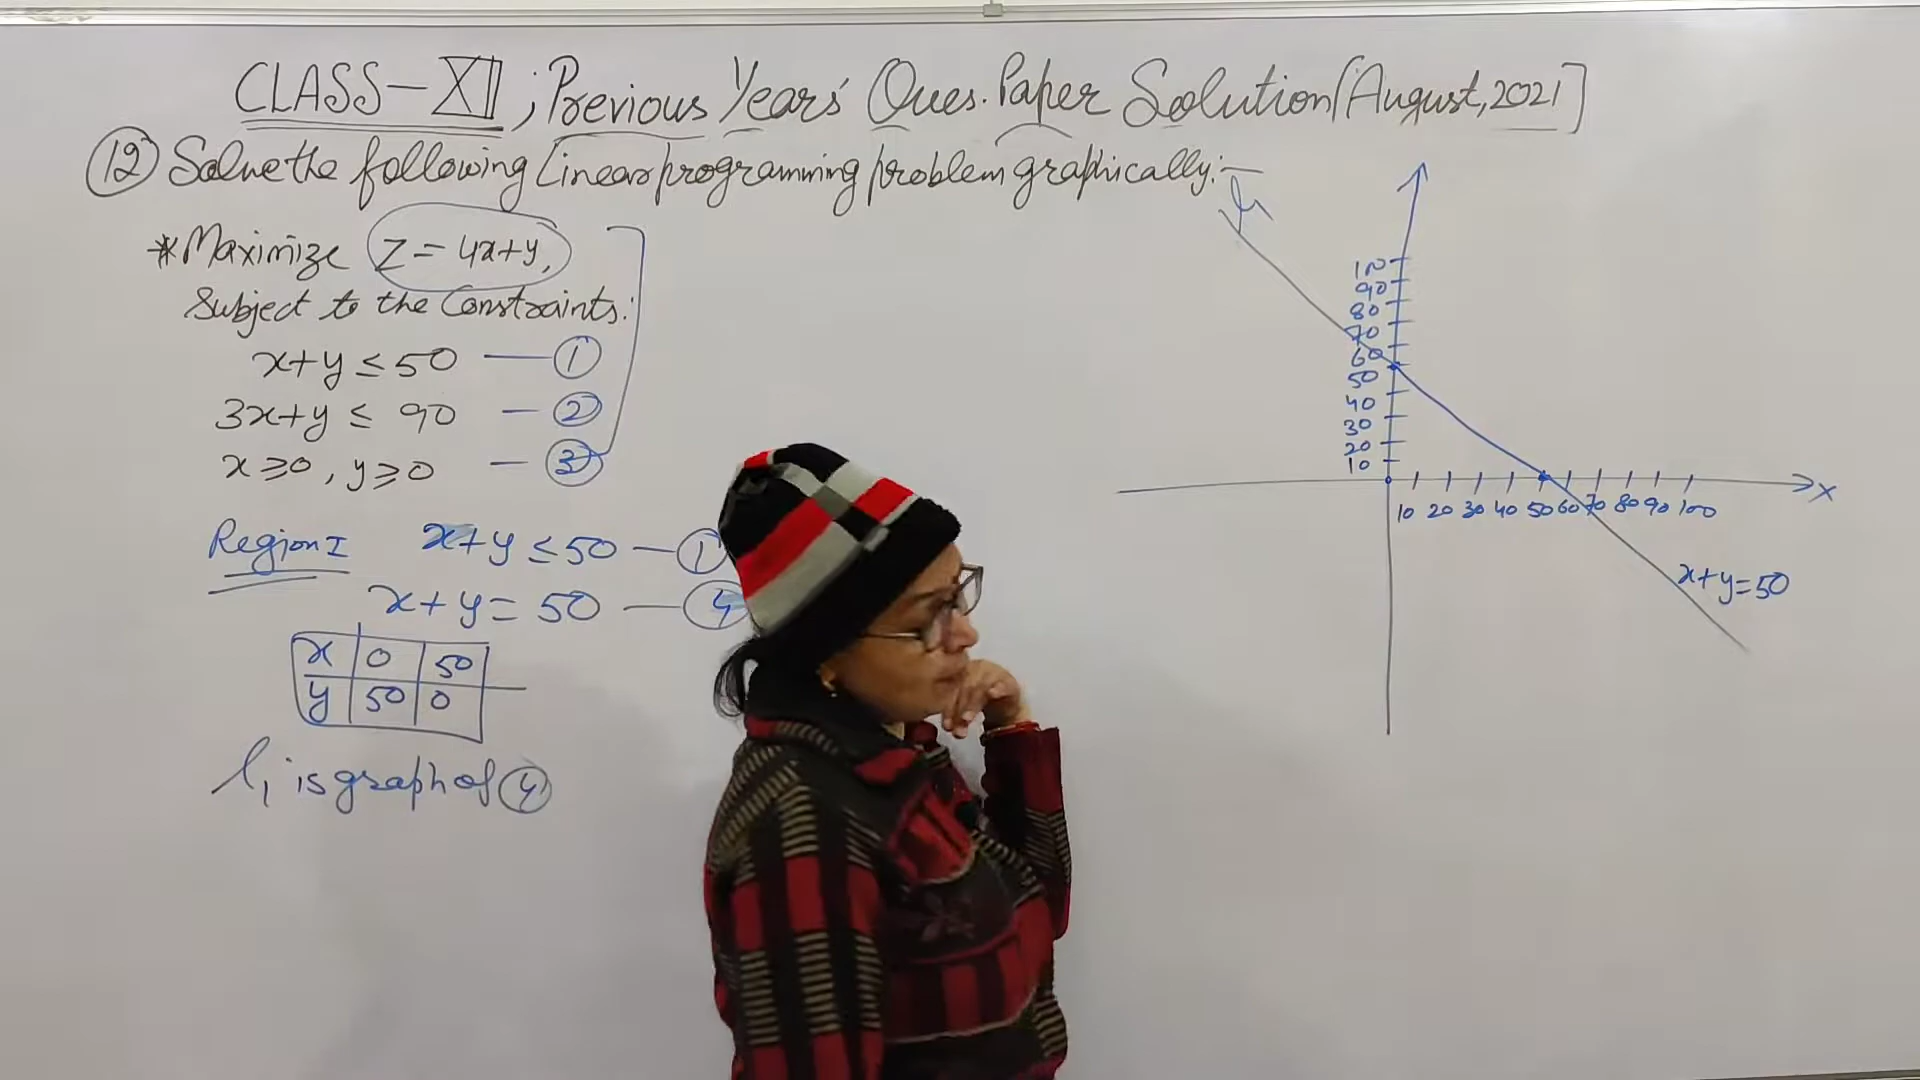 CLASS-XII ; Previous Years' Ques. Paper Solution [August, 2021]
12 Solve the following Linear programming problem graphically:-
*Maximize Z = 4x+y,
Subject to the Constraints:
x+y ≤ 50 — 1
3x+y ≤ 90 — 2
x ≥ 0, y ≥ 0 — 3
Region I x+y ≤ 50 — 1
x+y = 50 — 4
x 0 50
y 50 0
l₁ is graph of 4
l₁
100
90
80
70
60
50
40
30
20
10
10 20 30 40 50 60 70 80 90 100
X
x+y=50